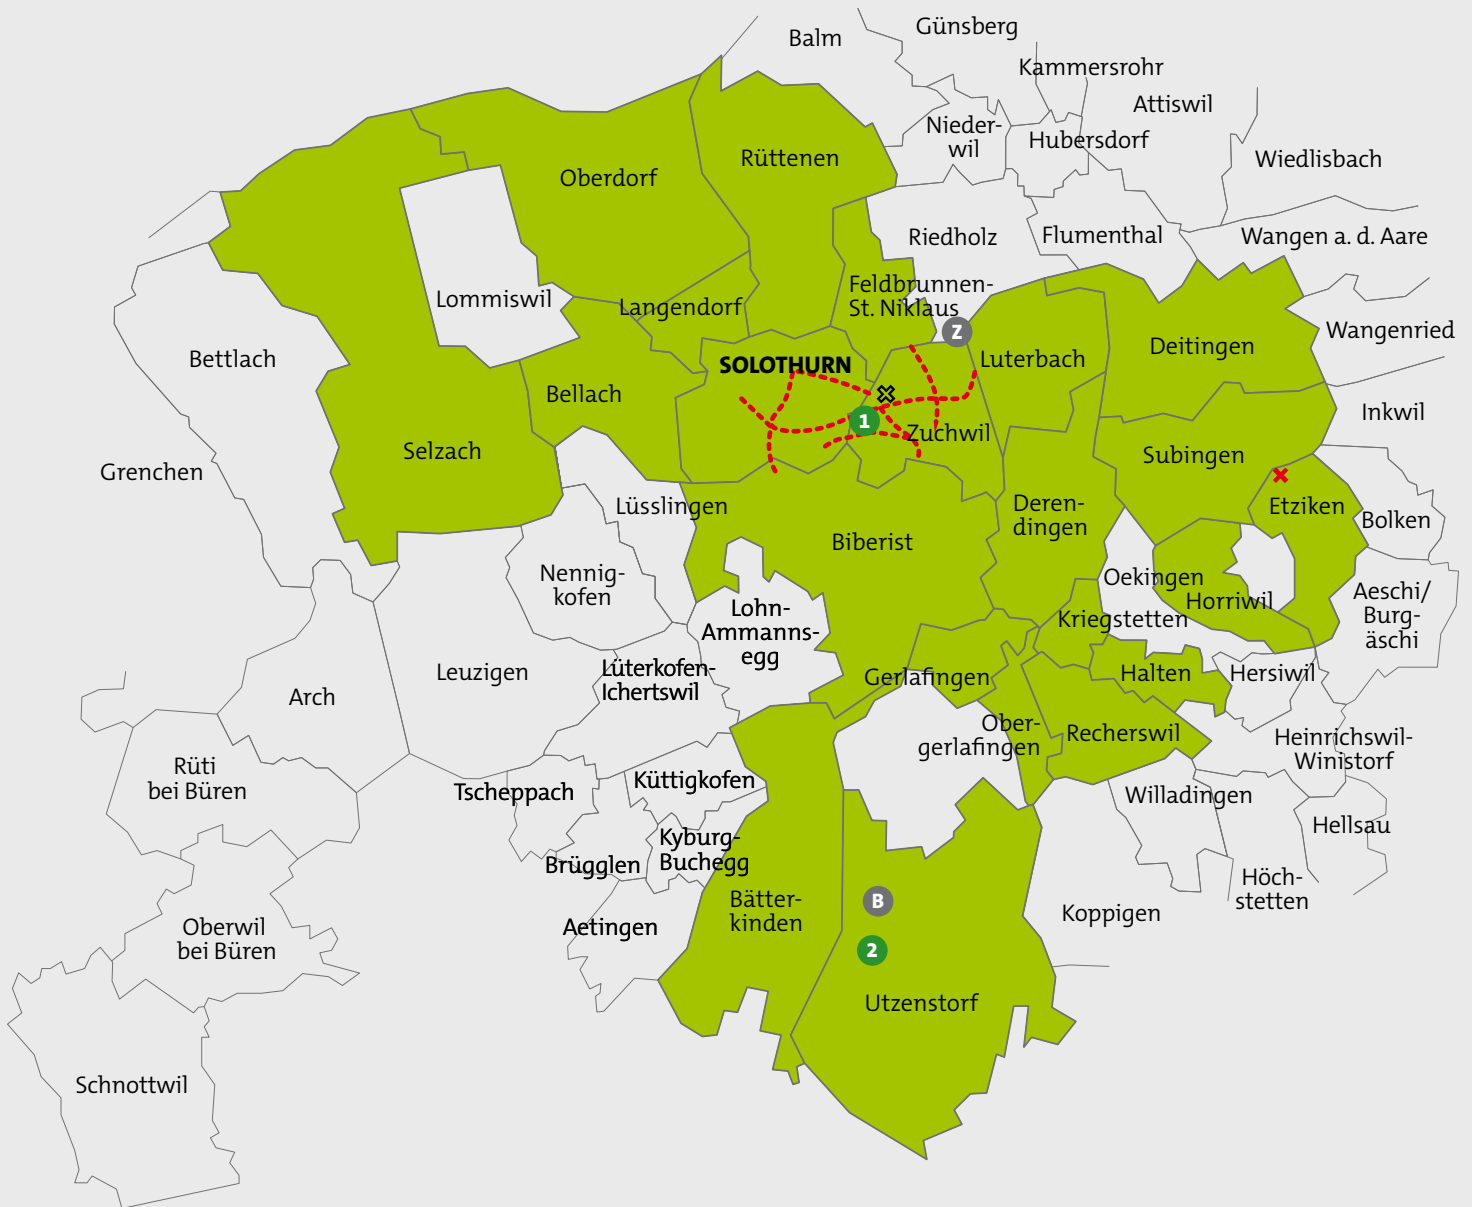 Günsberg
Balm
Kammersrohr
Attiswil
Nieder-
wil
Hubersdorf
Rüttenen
Wiedlisbach
Oberdorf
Riedholz
Flumenthal
Wangen a. d. Aare
Feldbrunnen-
St. Niklaus
Lommiswil
Langendorf
Z
Wangenried
Bettlach
SOLOTHURN
Luterbach
Deitingen
Bellach
Inkwil
1
Zuchwil
Selzach
Subingen
Grenchen
Lüsslingen
Deren-
dingen
Etziken
Bolken
Biberist
Nennig-
kofen
Oekingen
Horriwil
Aeschi/
Burg-
äschi
Lohn-
Ammanns-
egg
Kriegstetten
Leuzigen
Lüterkofen-
Ichertswil
Gerlafingen
Halten
Hersiwil
Arch
Ober-
gerlafingen
Recherswil
Heinrichswil-
Winistorf
Rüti
bei Büren
Tscheppach
Küttigkofen
Willadingen
Hellsau
Kyburg-
Buchegg
Brügglen
Höch-
stetten
Bätter-
kinden
B
Koppigen
Oberwil
bei Büren
Aetingen
2
Utzenstorf
Schnottwil